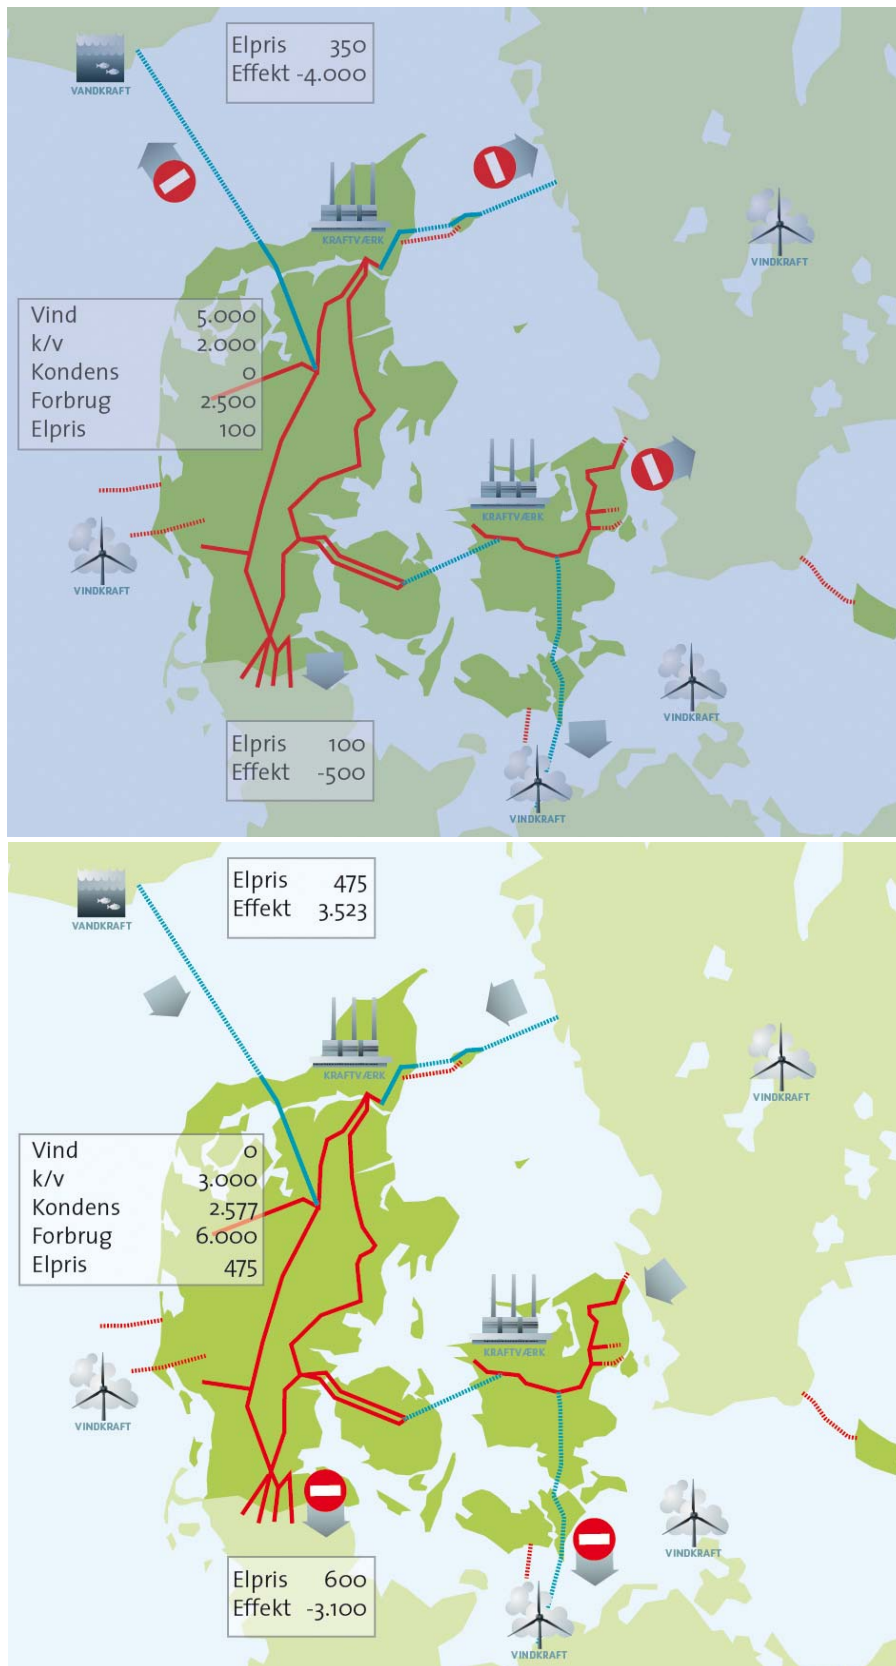 Elpris 350
Effekt -4.000
VANDKRAFT
KRAFTVÆRK
VINDKRAFT
Vind 5.000
k/v 2.000
Kondens 0
Forbrug 2.500
Elpris 100
KRAFTVÆRK
VINDKRAFT
VINDKRAFT
Elpris 100
Effekt -500
VINDKRAFT
Elpris 475
Effekt 3.523
VANDKRAFT
KRAFTVÆRK
VINDKRAFT
Vind 0
k/v 3.000
Kondens 2.577
Forbrug 6.000
Elpris 475
KRAFTVÆRK
VINDKRAFT
VINDKRAFT
Elpris 600
Effekt -3.100
VINDKRAFT